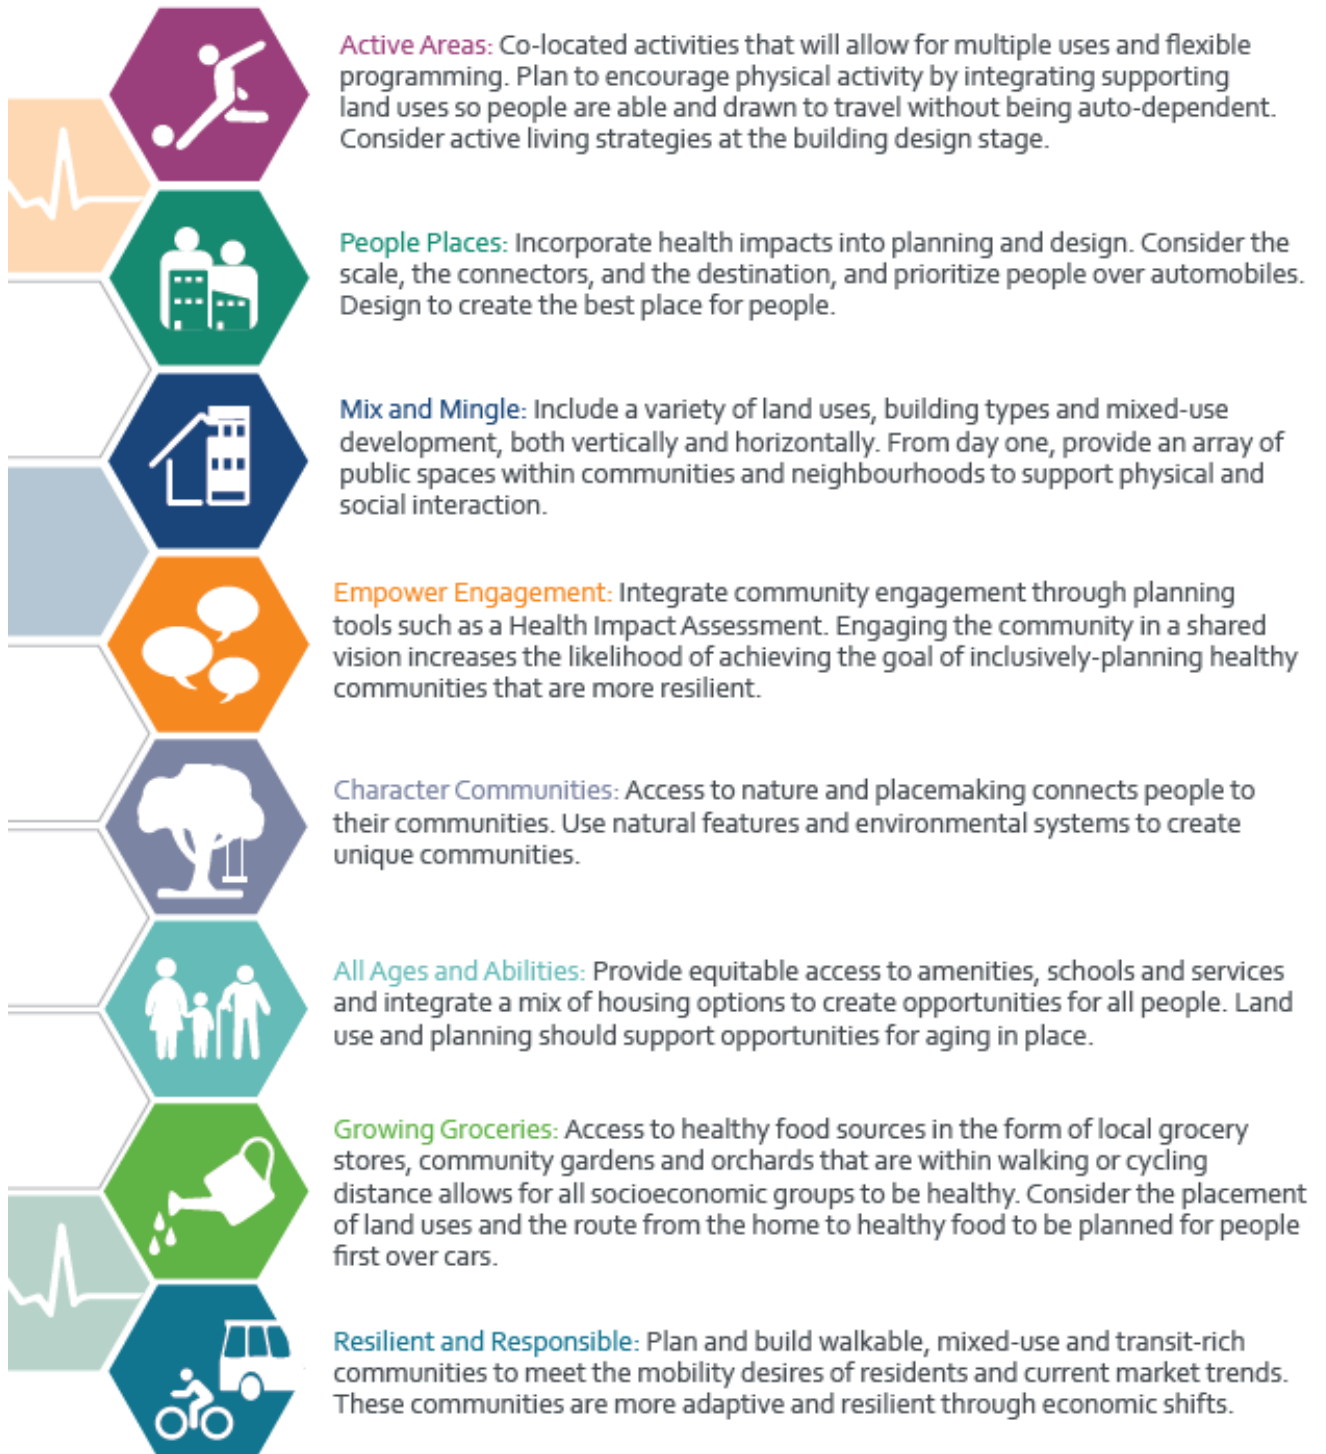 Active Areas: Co-located activities that will allow for multiple uses and flexible
programming. Plan to encourage physical activity by integrating supporting
land uses so people are able and drawn to travel without being auto-dependent.
Consider active living strategies at the building design stage.
People Places: Incorporate health impacts into planning and design. Consider the
scale, the connectors, and the destination, and prioritize people over automobiles.
Design to create the best place for people.
Mix and Mingle: Include a variety of land uses, building types and mixed-use
development, both vertically and horizontally. From day one, provide an array of
public spaces within communities and neighbourhoods to support physical and
social interaction.
Empower Engagement: Integrate community engagement through planning
tools such as a Health Impact Assessment. Engaging the community in a shared
vision increases the likelihood of achieving the goal of inclusively-planning healthy
communities that are more resilient.
Character Communities: Access to nature and placemaking connects people to
their communities. Use natural features and environmental systems to create
unique communities.
All Ages and Abilities: Provide equitable access to amenities, schools and services
and integrate a mix of housing options to create opportunities for all people. Land
use and planning should support opportunities for aging in place.
Growing Groceries: Access to healthy food sources in the form of local grocery
stores, community gardens and orchards that are within walking or cycling
distance allows for all socioeconomic groups to be healthy. Consider the placement
of land uses and the route from the home to healthy food to be planned for people
first over cars.
Resilient and Responsible: Plan and build walkable, mixed-use and transit-rich
communities to meet the mobility desires of residents and current market trends.
These communities are more adaptive and resilient through economic shifts.